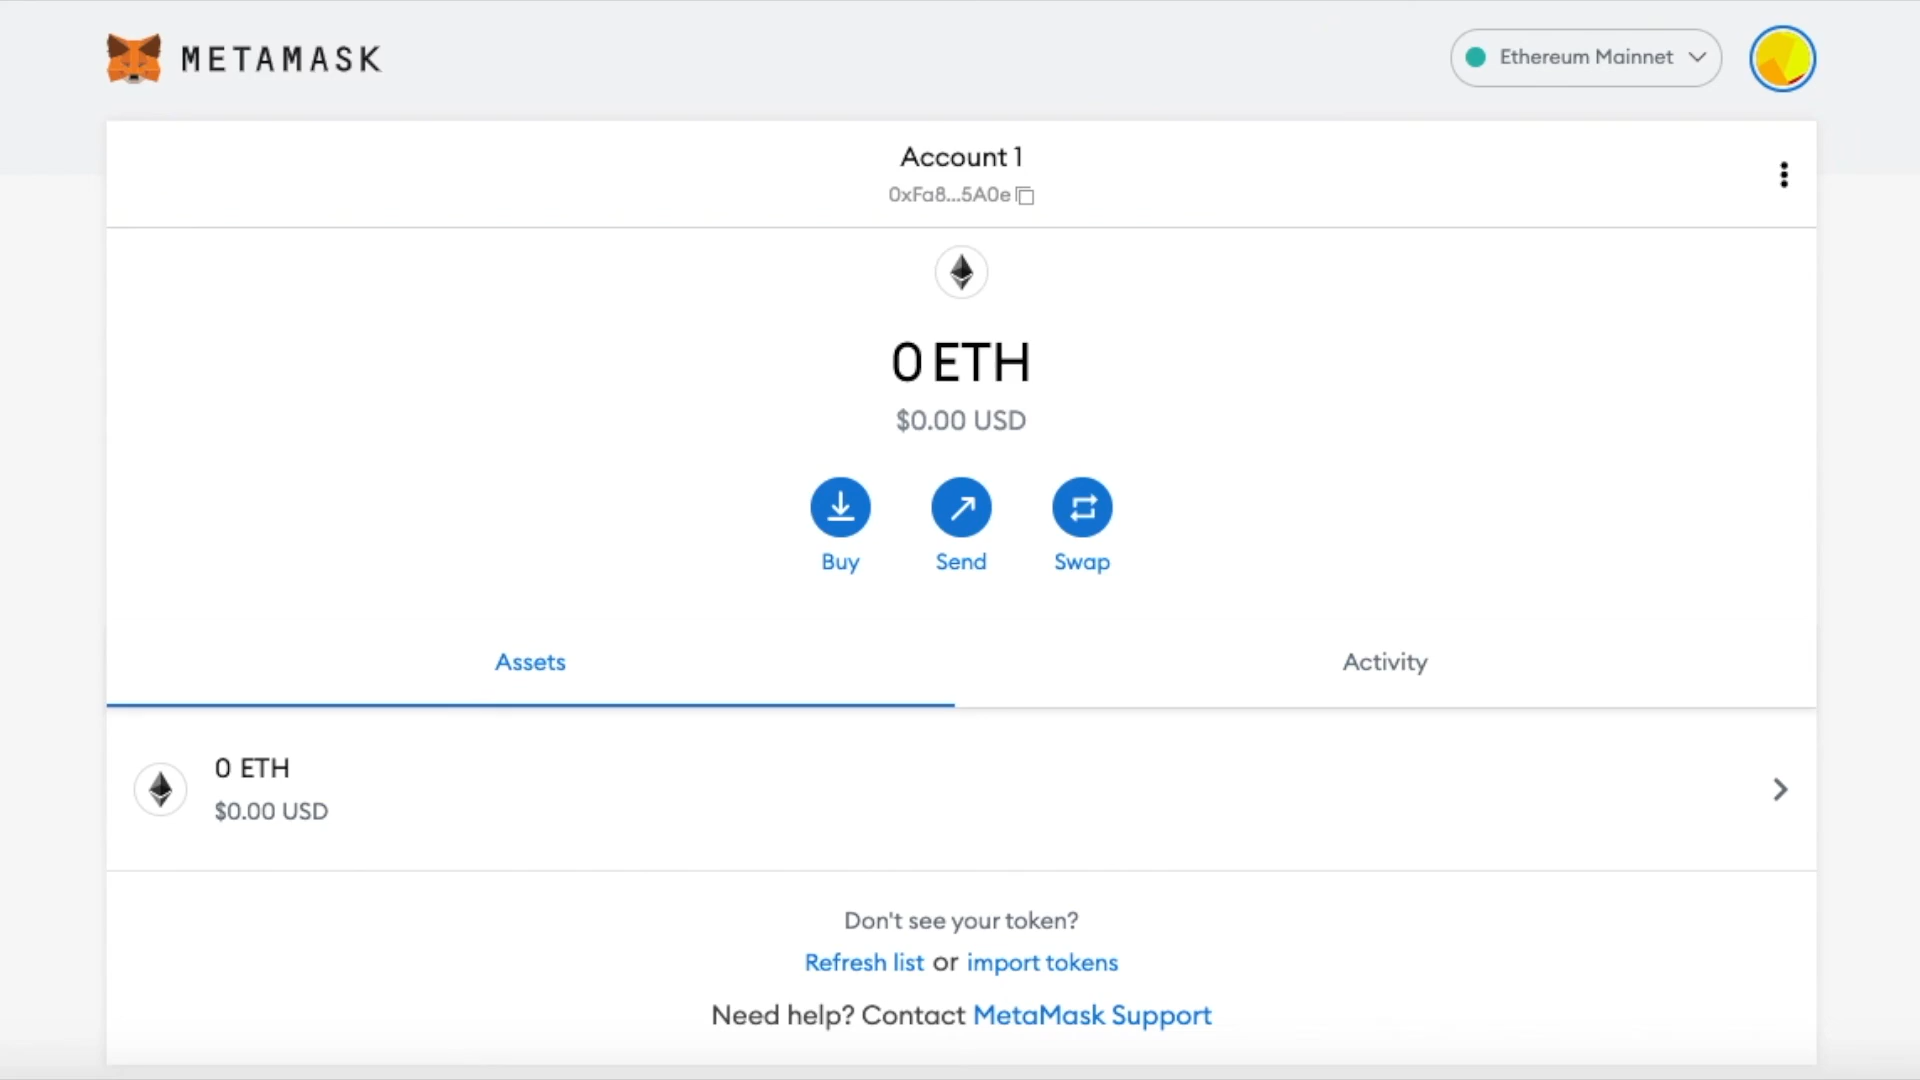 METAMASK
Ethereum Mainnet
Account 1
0xFa8...5A0e
0 ETH
$0.00 USD
Buy Send Swap
Assets Activity
0 ETH
$0.00 USD
Don't see your token?
Refresh list or import tokens
Need help? Contact MetaMask Support